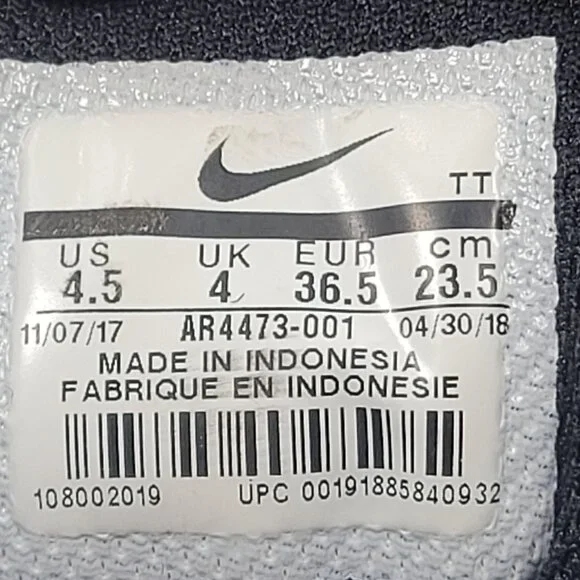 TT
US UK EUR cm
4.5 4 36.5 23.5
11/07/17 AR4473-001 04/30/18
MADE IN INDONESIA
FABRIQUE EN INDONESIE
108002019 UPC 00191885840932